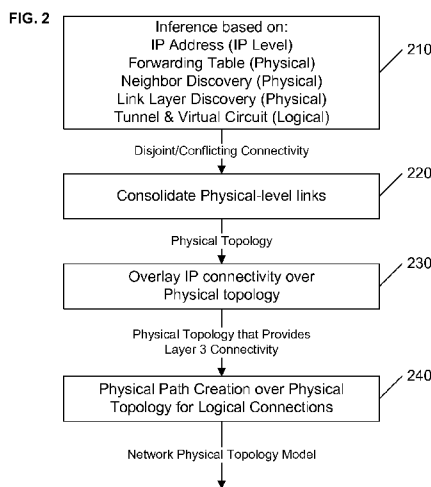 FIG. 2
Inference based on:
IP Address (IP Level)
Forwarding Table (Physical)
Neighbor Discovery (Physical)
Link Layer Discovery (Physical)
Tunnel & Virtual Circuit (Logical)
210
Disjoint/Conflicting Connectivity
220
Consolidate Physical-level links
Physical Topology
230
Overlay IP connectivity over
Physical topology
Physical Topology that Provides
Layer 3 Connectivity
240
Physical Path Creation over Physical
Topology for Logical Connections
Network Physical Topology Model